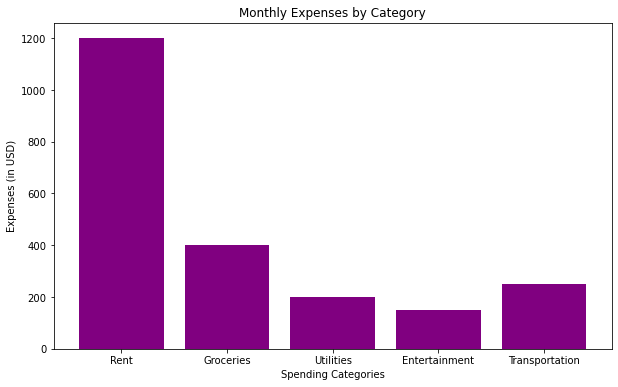 Monthly Expenses by Category
Expenses (in USD)
1200
1000
800
600
400
200
0
Rent Groceries Utilities Entertainment Transportation
Spending Categories